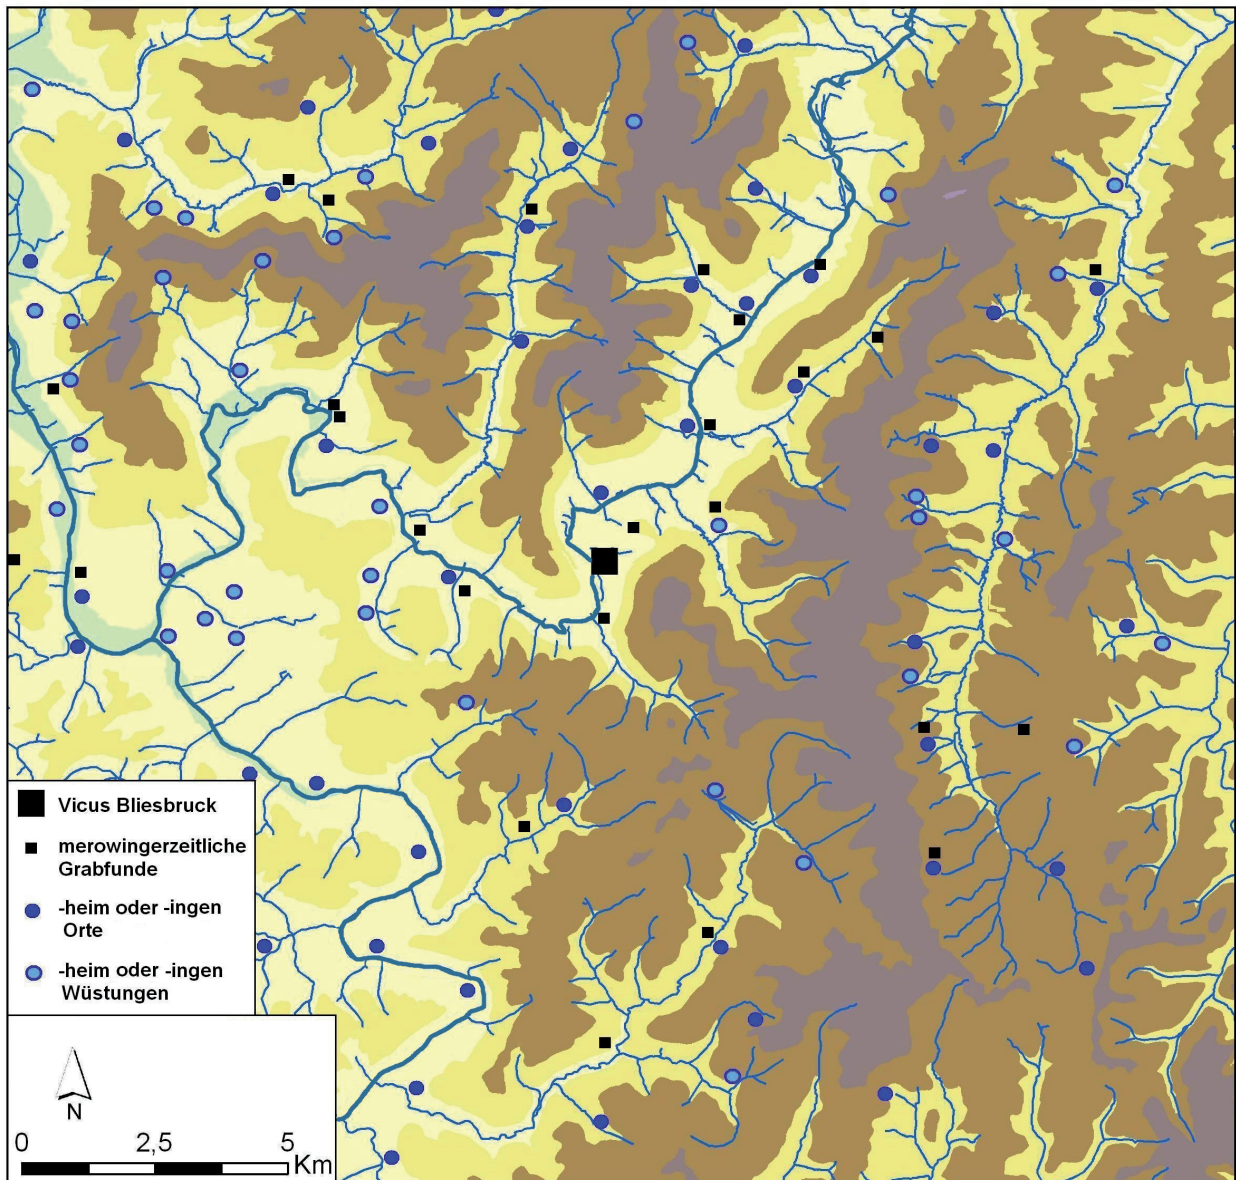 Vicus Bliesbruck
merowingerzeitliche
Grabfunde
-heim oder -ingen
Orte
-heim oder -ingen
Wüstungen
N
0 2,5 5
Km